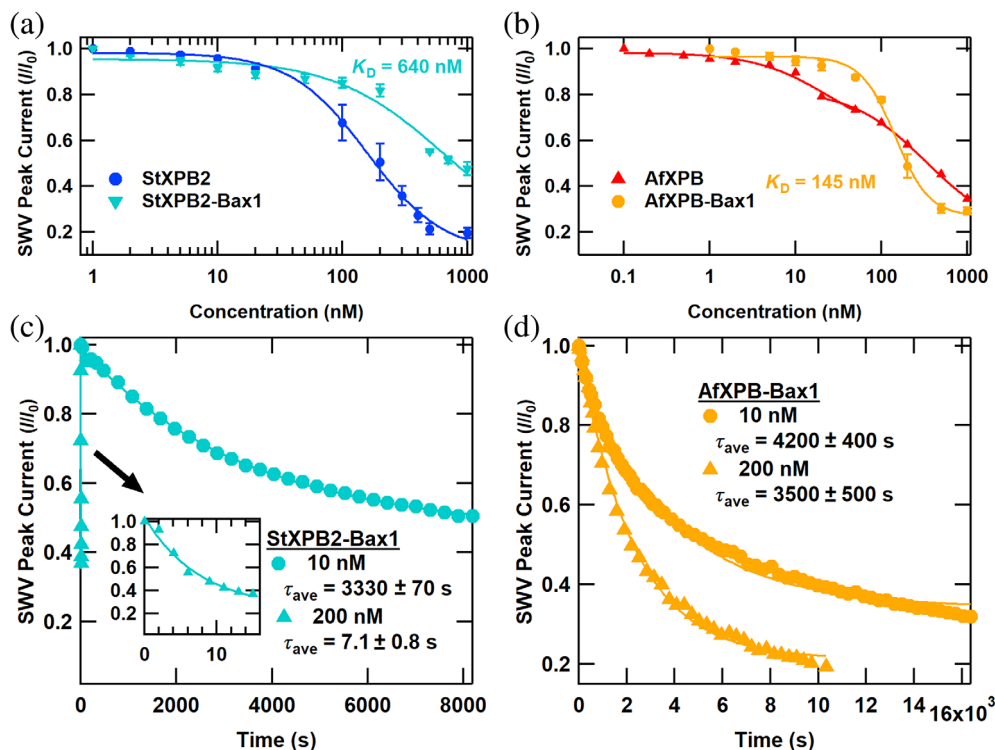 (a)
SWV Peak Current (I/I0)
1.0
0.8
0.6
0.4
0.2
KD = 640 nM
StXPB2
StXPB2-Bax1
1
10
100
1000
Concentration (nM)
(b)
SWV Peak Current (I/I0)
1.0
0.8
0.6
0.4
0.2
AfXPB
AfXPB-Bax1
KD = 145 nM
0.1
1
10
100
1000
Concentration (nM)
(c)
SWV Peak Current (I/I0)
1.0
0.8
0.6
0.4
0.2
1.0
0.8
0.6
0.4
0.2
0
10
StXPB2-Bax1
10 nM
τave = 3330 ± 70 s
200 nM
τave = 7.1 ± 0.8 s
0
2000
4000
6000
8000
Time (s)
(d)
SWV Peak Current (I/I0)
1.0
0.8
0.6
0.4
0.2
AfXPB-Bax1
10 nM
τave = 4200 ± 400 s
200 nM
τave = 3500 ± 500 s
0
2
4
6
8
10
12
14
16x10³
Time (s)